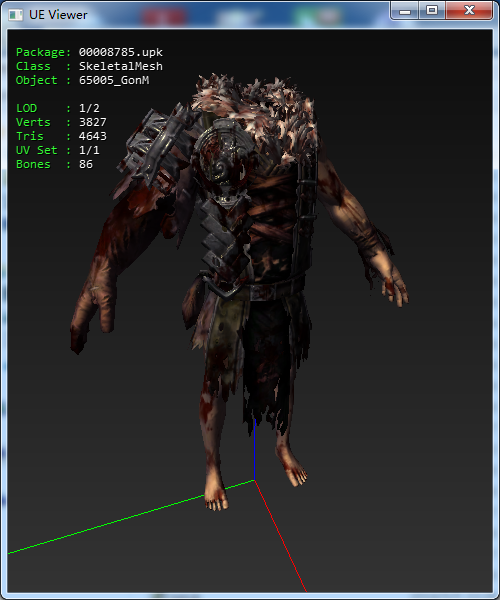 UE Viewer
Package: 00008785.upk
Class : SkeletalMesh
Object : 65005_GonM
LOD : 1/2
Verts : 3827
Tris : 4643
UV Set : 1/1
Bones : 86